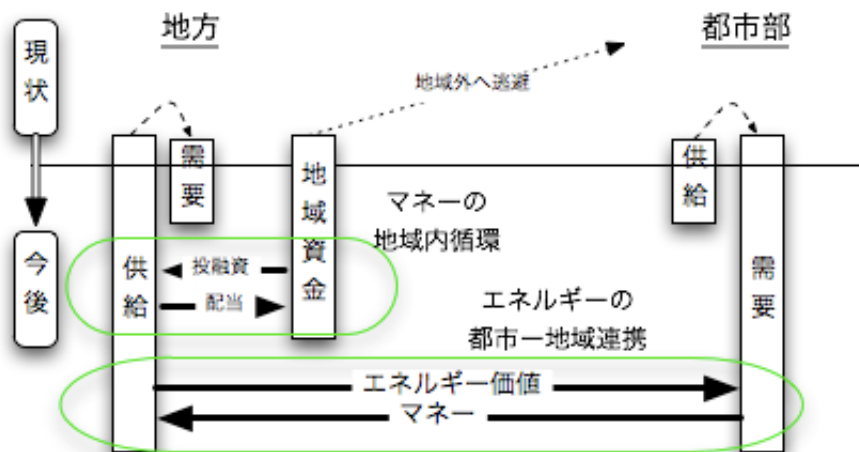 地方
都市部
現状
地域外へ逃避
需要
供給
地域資金
マネーの
地域内循環
今後
供給
投融資
配当
需要
エネルギーの
都市ー地域連携
エネルギー価値
マネー